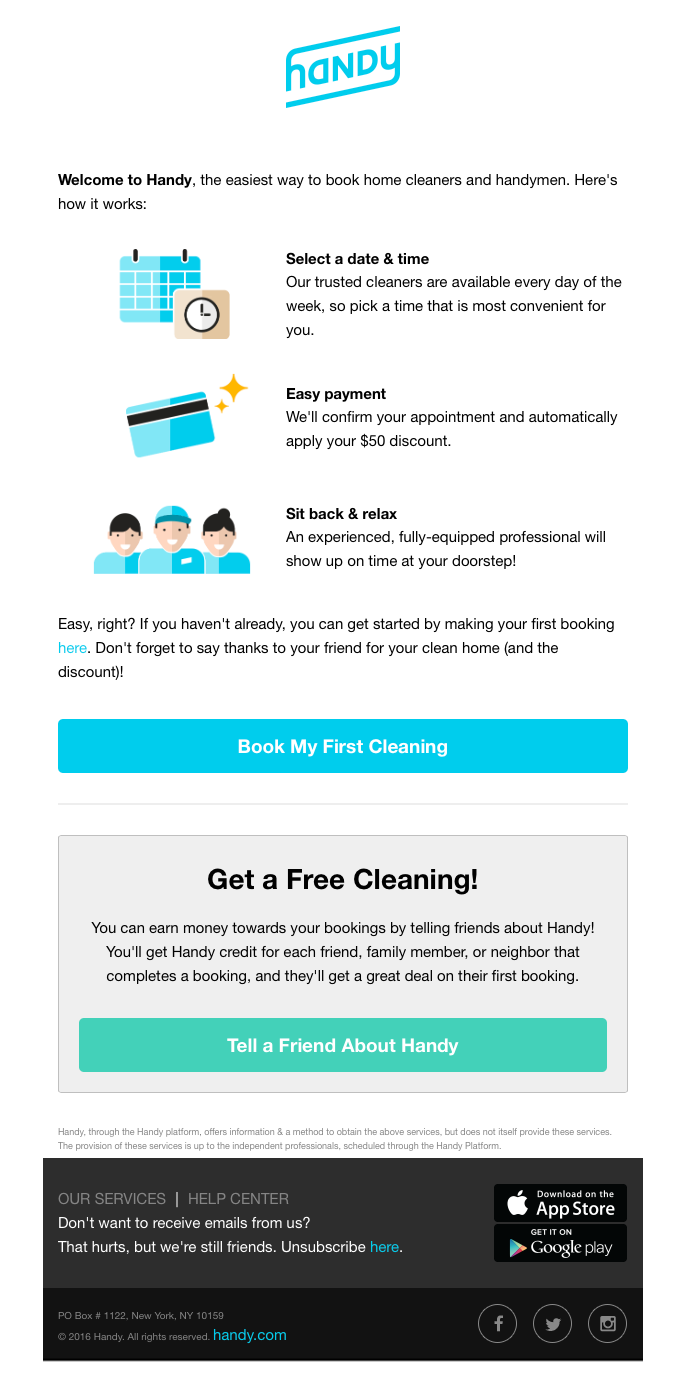 handy
Welcome to Handy, the easiest way to book home cleaners and handymen. Here's
how it works:
Select a date & time
Our trusted cleaners are available every day of the
week, so pick a time that is most convenient for
you.
Easy payment
We'll confirm your appointment and automatically
apply your $50 discount.
Sit back & relax
An experienced, fully-equipped professional will
show up on time at your doorstep!
Easy, right? If you haven't already, you can get started by making your first booking
here. Don't forget to say thanks to your friend for your clean home (and the
discount)!
Book My First Cleaning
Get a Free Cleaning!
You can earn money towards your bookings by telling friends about Handy!
You'll get Handy credit for each friend, family member, or neighbor that
completes a booking, and they'll get a great deal on their first booking.
Tell a Friend About Handy
Handy, through the Handy platform, offers information & a method to obtain the above services, but does not itself provide these services.
The provision of these services is up to the independent professionals, scheduled through the Handy Platform.
OUR SERVICES | HELP CENTER
Don't want to receive emails from us?
That hurts, but we're still friends. Unsubscribe here.
Download on the
App Store
GET IT ON
Google play
PO Box # 1122, New York, NY 10159
© 2016 Handy. All rights reserved. handy.com